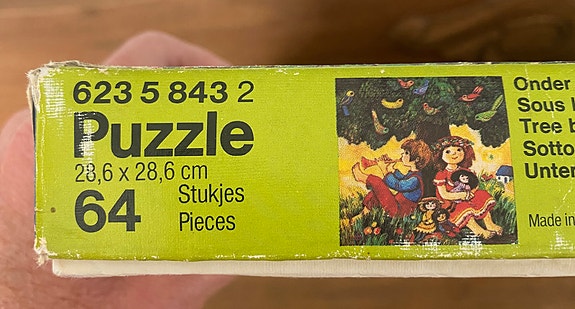 623 5 843 2
Puzzle
28,6 x 28,6 cm
64 Stukjes
Pieces
Onder
Sous
Tree
Sotto
Unter
Made in